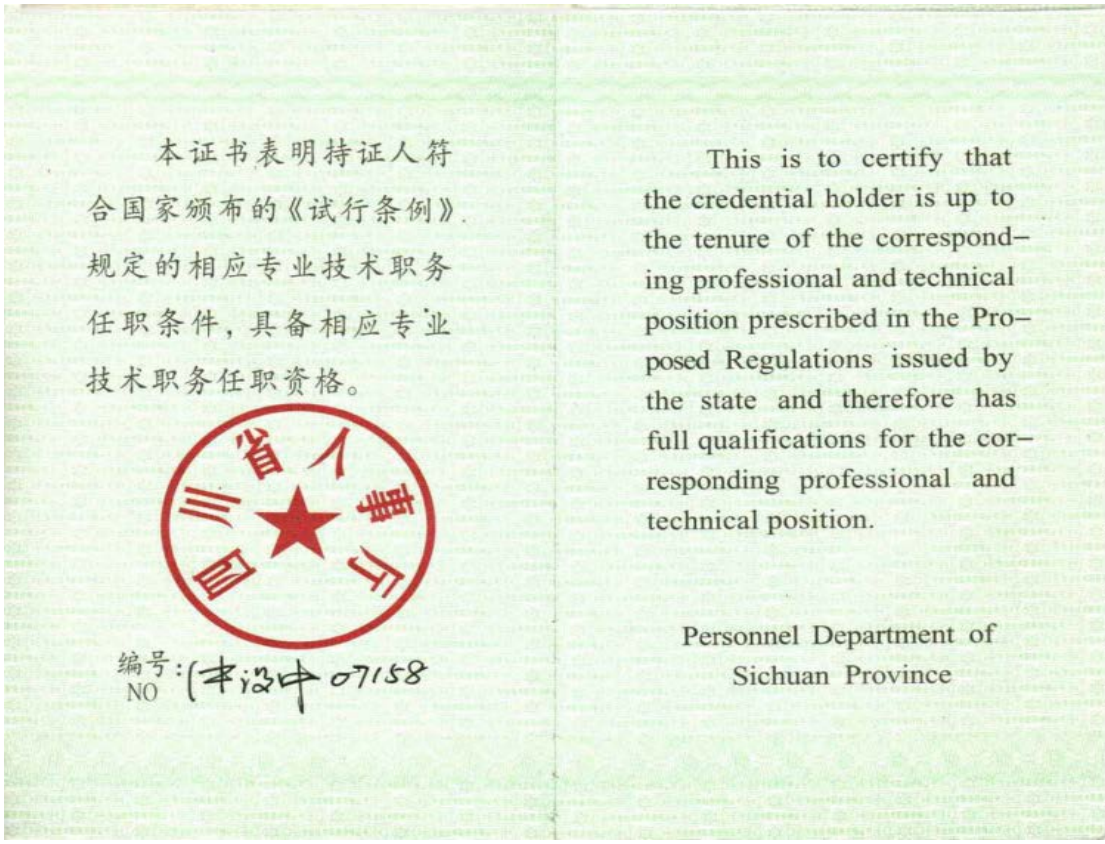 本证书表明持证人符
合国家颁布的《试行条例》
规定的相应专业技术职务
任职条件，具备相应专业
技术职务任职资格。
四川省人事厅
编号：
NO
07158
This is to certify that
the credential holder is up to
the tenure of the correspond–
ing professional and technical
position prescribed in the Pro–
posed Regulations issued by
the state and therefore has
full qualifications for the cor–
responding professional and
technical position.
Personnel Department of
Sichuan Province